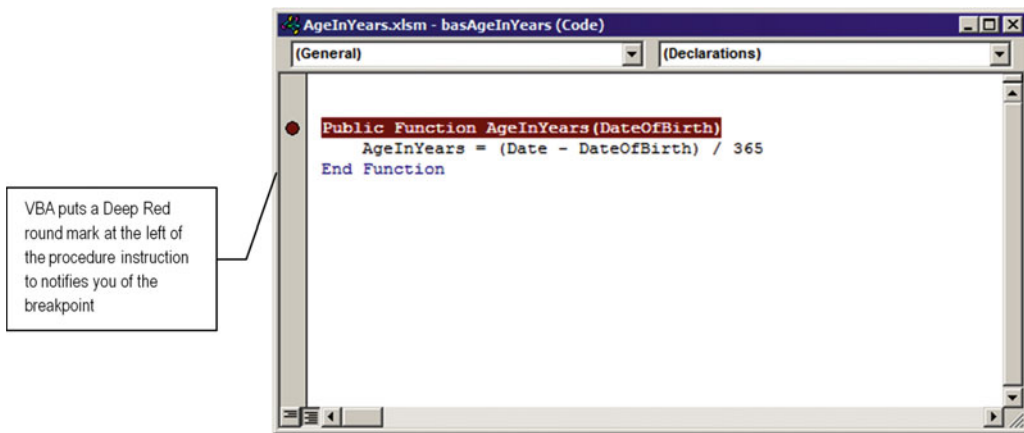 AgeInYears.xlsm - basAgeInYears (Code)
(General)
(Declarations)
Public Function AgeInYears(DateOfBirth)
AgeInYears = (Date - DateOfBirth) / 365
End Function
VBA puts a Deep Red
round mark at the left of
the procedure instruction
to notifies you of the
breakpoint